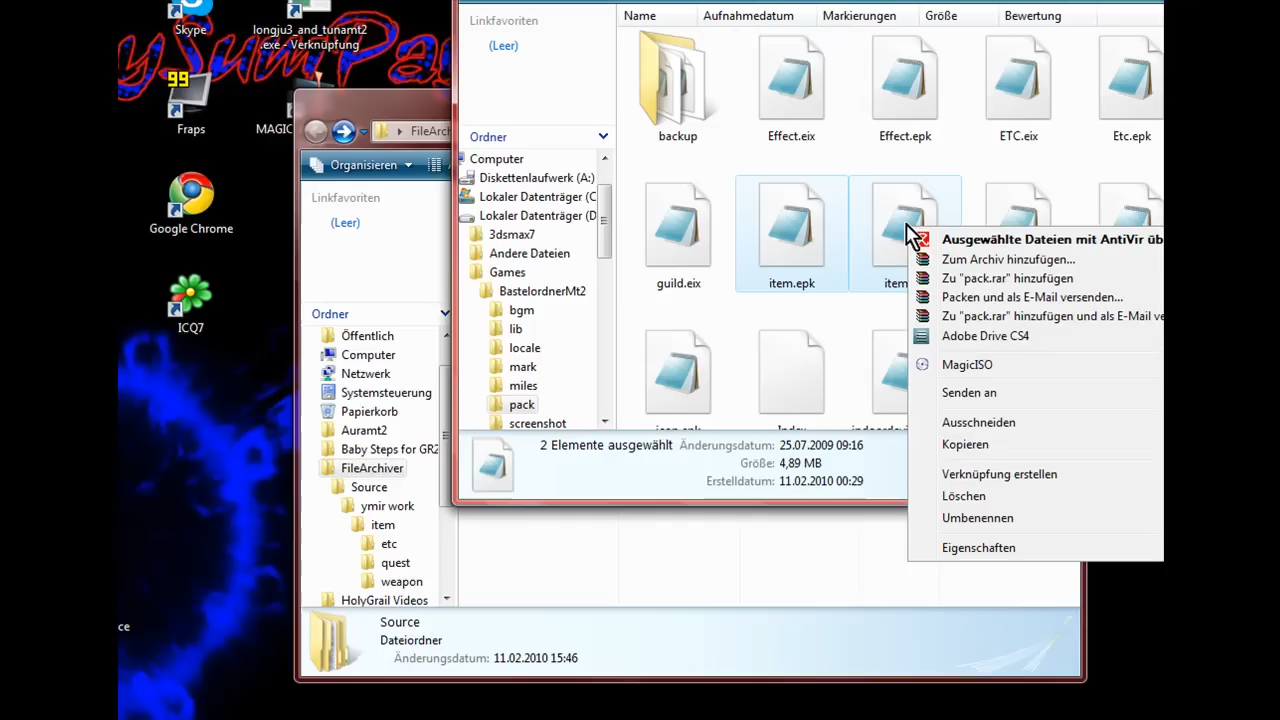 Skype
longju3_and_tunamt2
.exe - Verknüpfung
ySumPa
99
Fraps
MAGIC
Google Chrome
ICQ7
ce
FileArch
Organisieren
Linkfavoriten
(Leer)
Ordner
Öffentlich
Computer
Netzwerk
Systemsteuerung
Papierkorb
Auramt2
Baby Steps for GR2
FileArchiver
Source
ymir work
item
etc
quest
weapon
HolyGrail Videos
Source
Dateiordner
Änderungsdatum: 11.02.2010 15:46
Linkfavoriten
(Leer)
Ordner
Computer
Diskettenlaufwerk (A:)
Lokaler Datenträger (C
Lokaler Datenträger (D
3dsmax7
Andere Dateien
Games
BastelordnerMt2
bgm
lib
locale
mark
miles
pack
screenshot
Name Aufnahmedatum Markierungen Größe Bewertung
backup Effect.eix Effect.epk ETC.eix Etc.epk
guild.eix item.epk item
icon.epk Index
2 Elemente ausgewählt Änderungsdatum: 25.07.2009 09:16
Größe: 4,89 MB
Erstelldatum: 11.02.2010 00:29
Ausgewählte Dateien mit AntiVir üb
Zum Archiv hinzufügen...
Zu "pack.rar" hinzufügen
Packen und als E-Mail versenden...
Zu "pack.rar" hinzufügen und als E-Mail ve
Adobe Drive CS4
MagicISO
Senden an
Ausschneiden
Kopieren
Verknüpfung erstellen
Löschen
Umbenennen
Eigenschaften